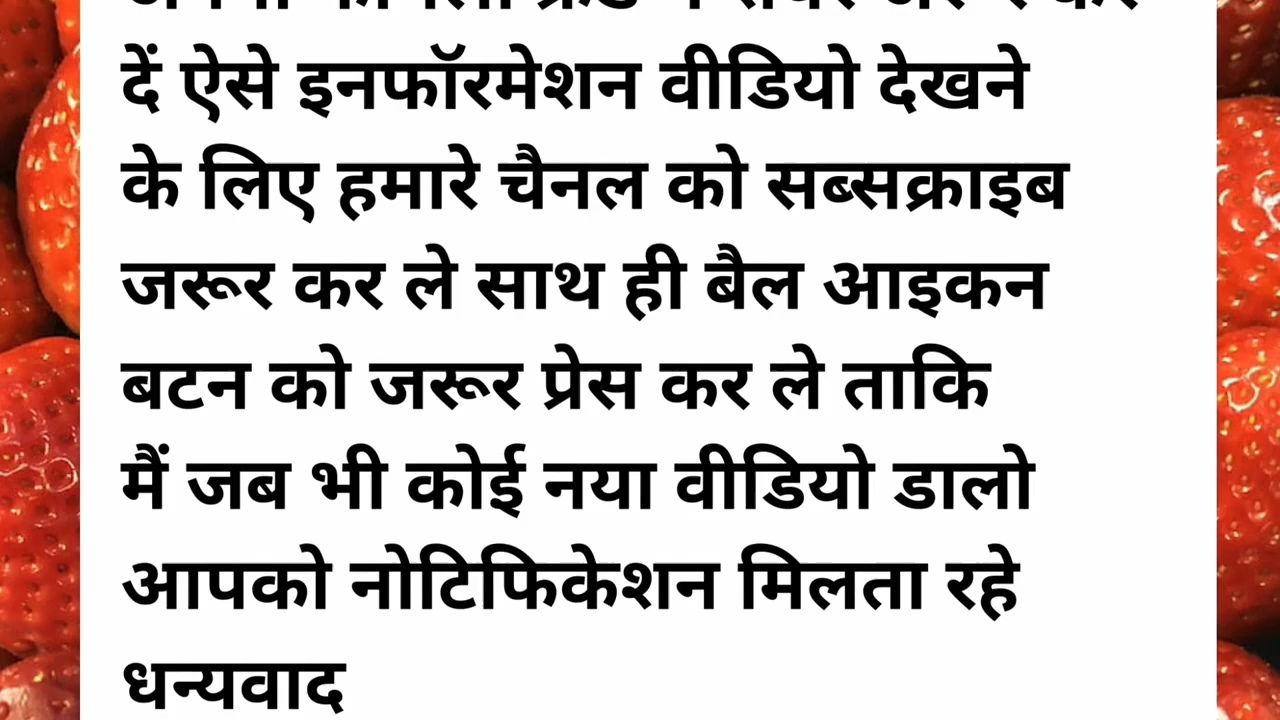 दें ऐसे इनफॉरमेशन वीडियो देखने
के लिए हमारे चैनल को सब्सक्राइब
जरूर कर ले साथ ही बैल आइकन
बटन को जरूर प्रेस कर ले ताकि
मैं जब भी कोई नया वीडियो डालो
आपको नोटिफिकेशन मिलता रहे
धन्यवाद